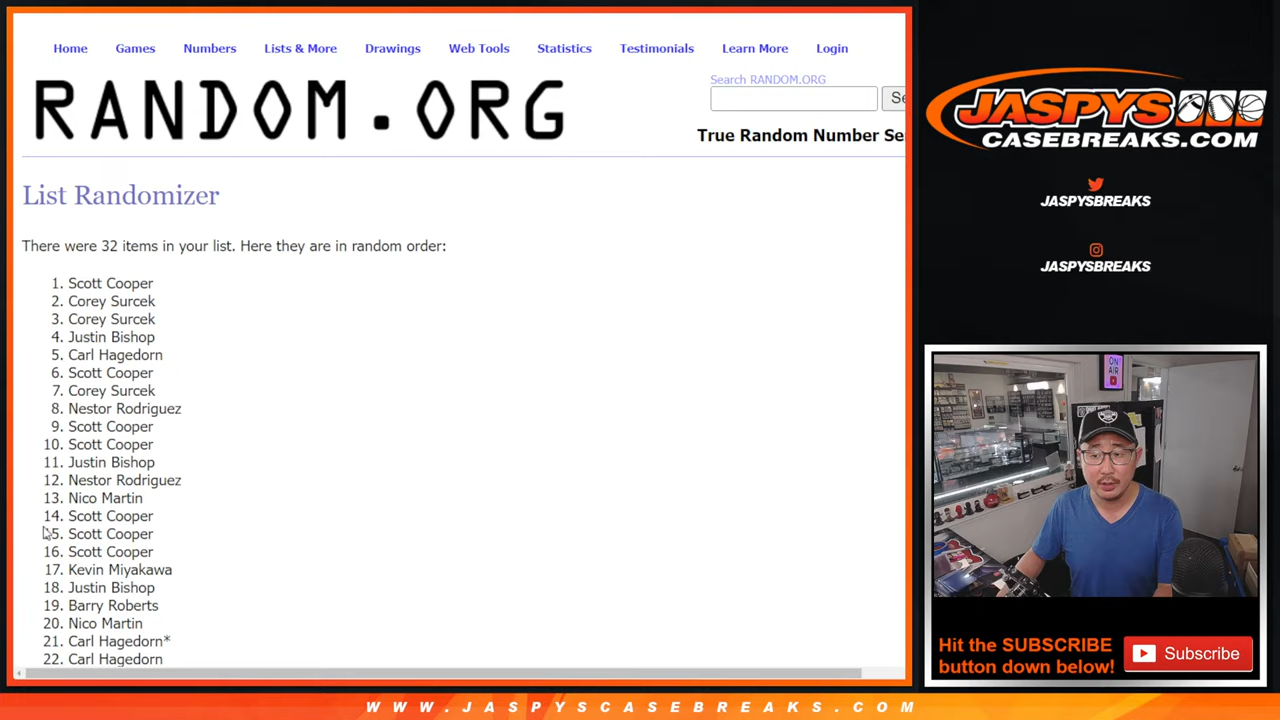 Home Games Numbers Lists & More Drawings Web Tools Statistics Testimonials Learn More Login
RANDOM.ORG
Search RANDOM.ORG
Se
True Random Number Se
List Randomizer
There were 32 items in your list. Here they are in random order:
1. Scott Cooper
2. Corey Surcek
3. Corey Surcek
4. Justin Bishop
5. Carl Hagedorn
6. Scott Cooper
7. Corey Surcek
8. Nestor Rodriguez
9. Scott Cooper
10. Scott Cooper
11. Justin Bishop
12. Nestor Rodriguez
13. Nico Martin
14. Scott Cooper
15. Scott Cooper
16. Scott Cooper
17. Kevin Miyakawa
18. Justin Bishop
19. Barry Roberts
20. Nico Martin
21. Carl Hagedorn*
22. Carl Hagedorn
JASPYS
CASEBREAKS.COM
JASPYSBREAKS
JASPYSBREAKS
ON
AIR
Hit the SUBSCRIBE
button down below!
Subscribe
WWW.JASPYSCASEBREAKS.COM